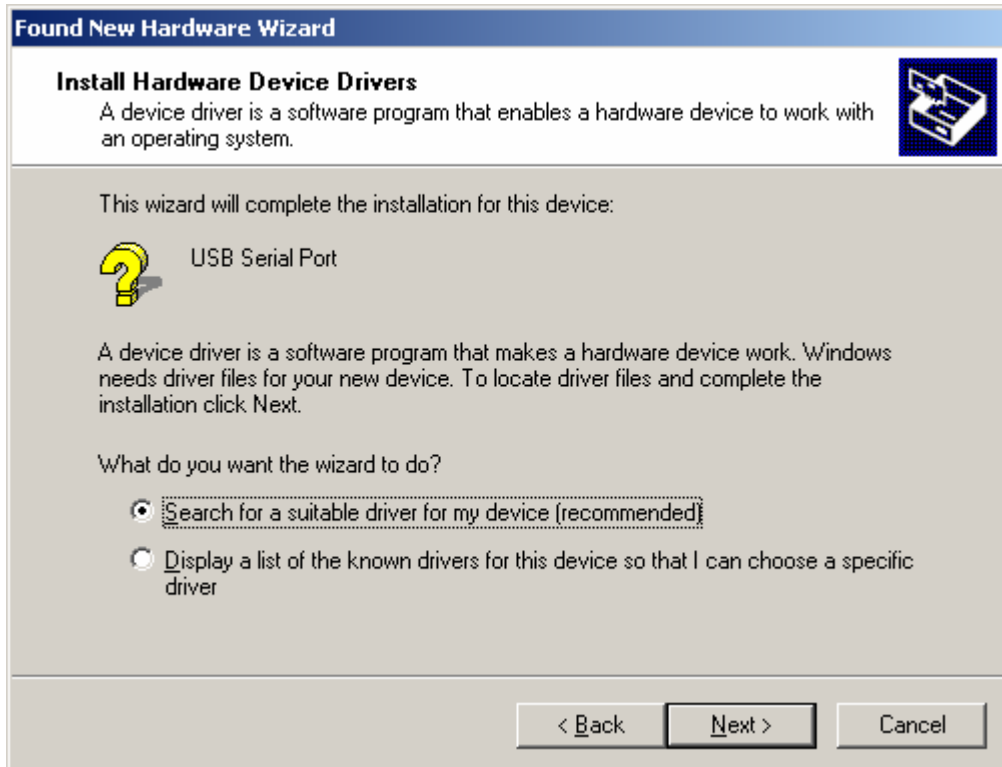 Found New Hardware Wizard
Install Hardware Device Drivers
A device driver is a software program that enables a hardware device to work with
an operating system.
This wizard will complete the installation for this device:
USB Serial Port
A device driver is a software program that makes a hardware device work. Windows
needs driver files for your new device. To locate driver files and complete the
installation click Next.
What do you want the wizard to do?
Search for a suitable driver for my device (recommended)
Display a list of the known drivers for this device so that I can choose a specific
driver
< Back
Next >
Cancel